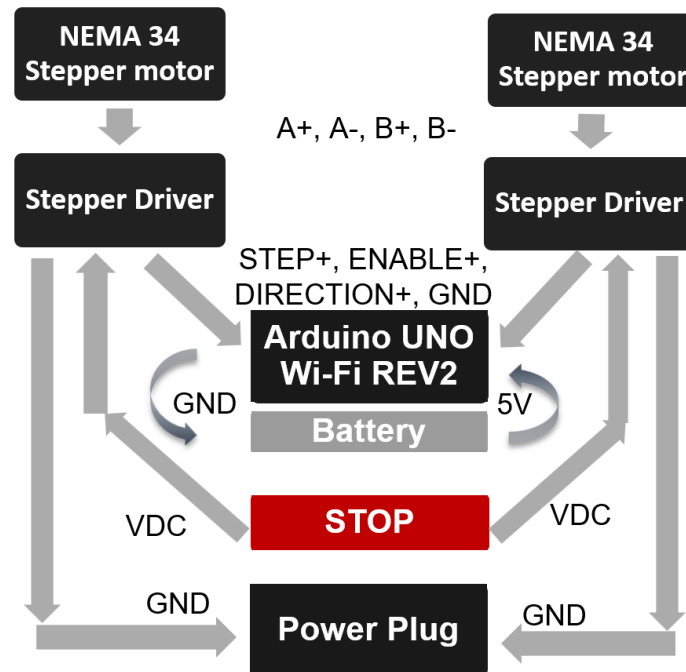 NEMA 34
Stepper motor
NEMA 34
Stepper motor
A+, A-, B+, B-
Stepper Driver
Stepper Driver
STEP+, ENABLE+,
DIRECTION+, GND
Arduino UNO
Wi-Fi REV2
GND
5V
Battery
VDC
STOP
VDC
GND
Power Plug
GND